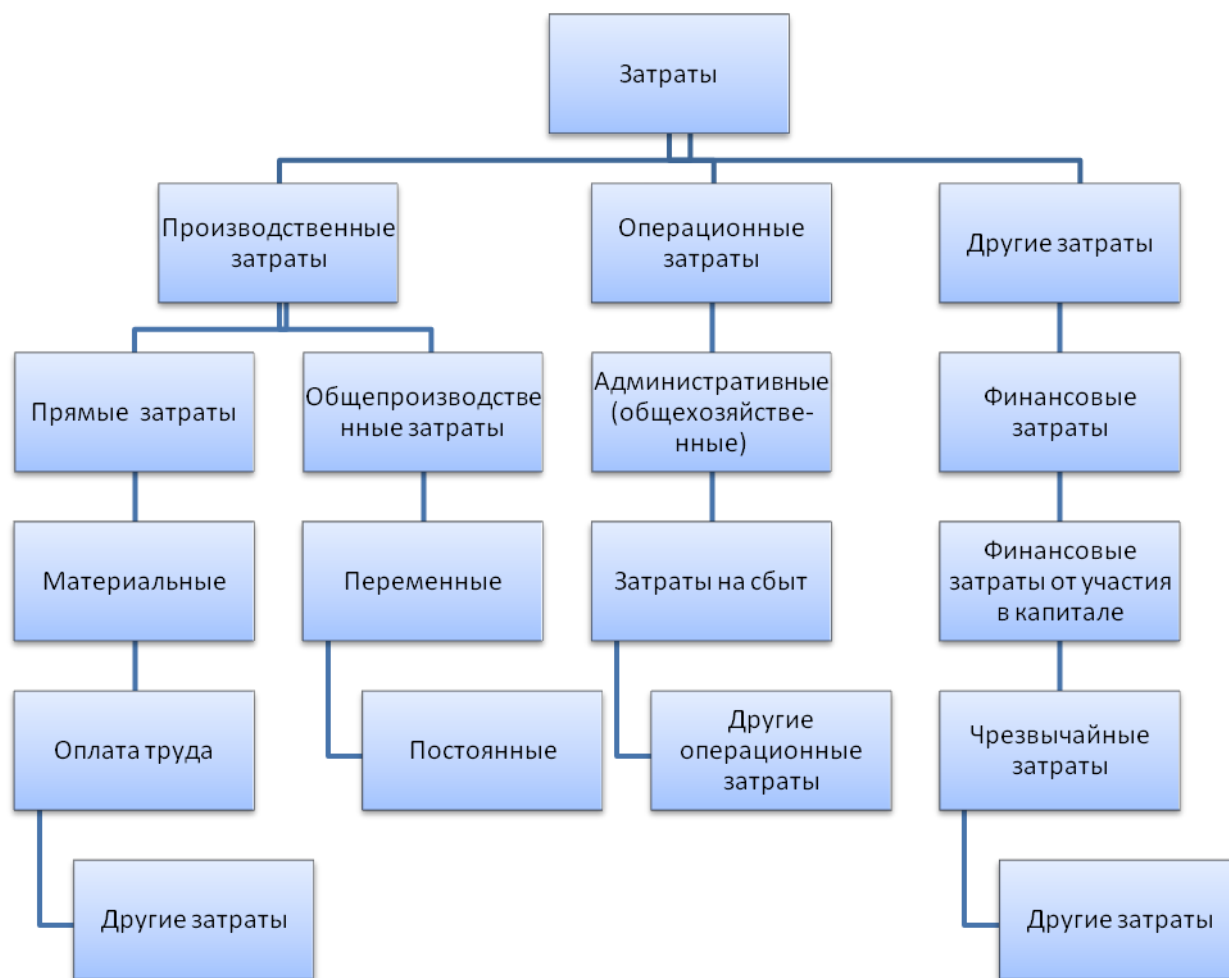 Затраты
Производственные
затраты
Операционные
затраты
Другие затраты
Прямые затраты
Общепроизводстве
нные затраты
Административные
(общехозяйстве-
нные)
Финансовые
затраты
Материальные
Переменные
Затраты на сбыт
Финансовые
затраты от участия
в капитале
Оплата труда
Постоянные
Другие
операционные
затраты
Чрезвычайные
затраты
Другие затраты
Другие затраты